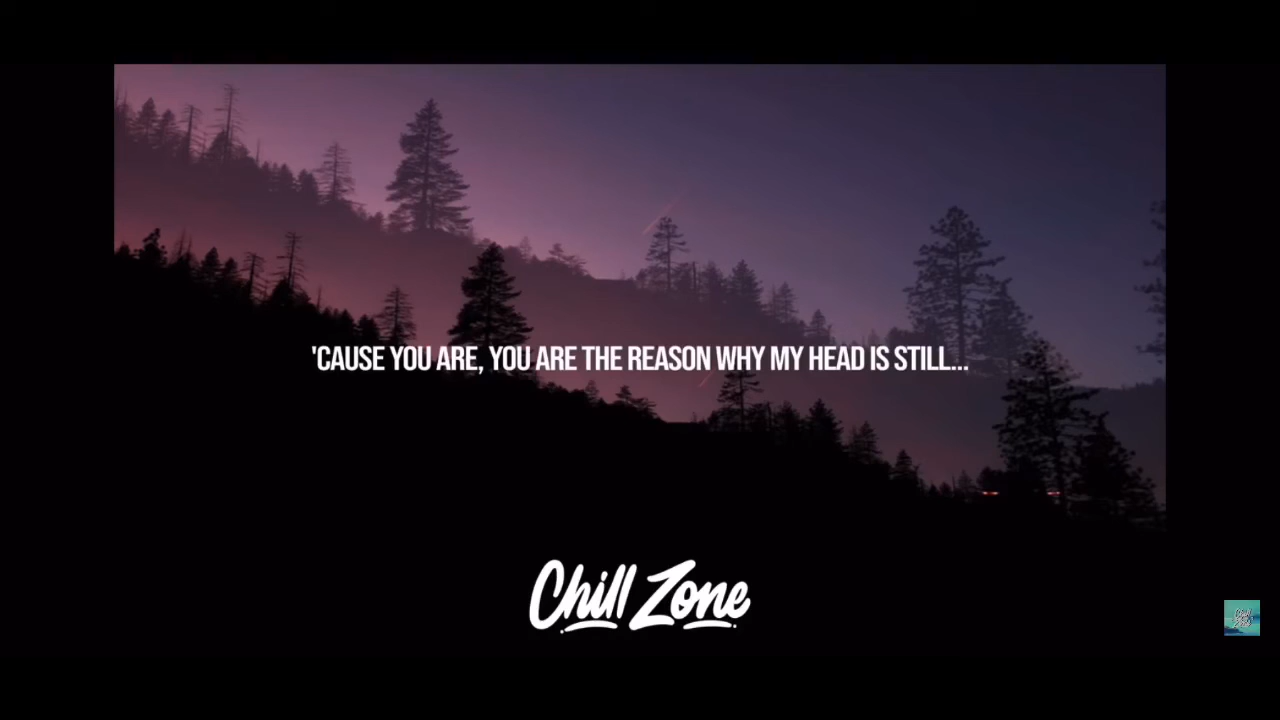 'CAUSE YOU ARE, YOU ARE THE REASON WHY MY HEAD IS STILL...
Chill Zone